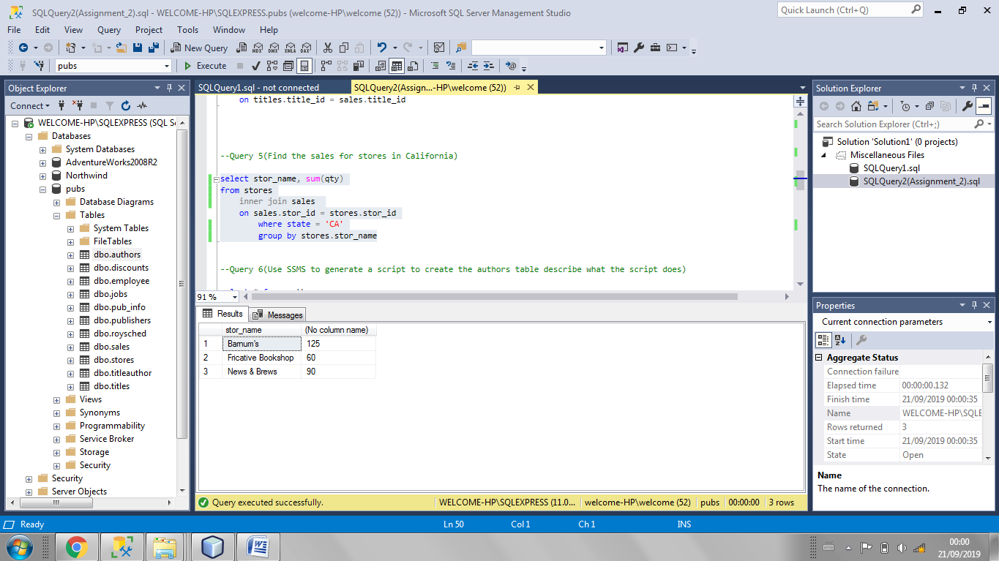 SQLQuery2(Assignment_2).sql - WELCOME-HP\SQLEXPRESS.pubs (welcome-HP\welcome (52)) - Microsoft SQL Server Management Studio
Quick Launch (Ctrl+Q)
File Edit View Query Project Tools Window Help
New Query MDX DMX XMLA DAX
pubs Execute
Object Explorer
Connect
WELCOME-HP\SQLEXPRESS (SQL S
Databases
System Databases
AdventureWorks2008R2
Northwind
pubs
Database Diagrams
Tables
System Tables
FileTables
dbo.authors
dbo.discounts
dbo.employee
dbo.jobs
dbo.pub_info
dbo.publishers
dbo.roysched
dbo.sales
dbo.stores
dbo.titleauthor
dbo.titles
Views
Synonyms
Programmability
Service Broker
Storage
Security
Security
Server Objects
SQLQuery1.sql - not connected
SQLQuery2(Assign...-HP\welcome (52))
on titles.title_id = sales.title_id
--Query 5(Find the sales for stores in California)
select stor_name, sum(qty)
from stores
inner join sales
on sales.stor_id = stores.stor_id
where state = 'CA'
group by stores.stor_name
--Query 6(Use SSMS to generate a script to create the authors table describe what the script does)
91 %
Results Messages
stor_name (No column name)
1 Barnum's 125
2 Fricative Bookshop 60
3 News & Brews 90
Query executed successfully. WELCOME-HP\SQLEXPRESS (11.0... welcome-HP\welcome (52) pubs 00:00:00 3 rows
Solution Explorer
Search Solution Explorer (Ctrl+;)
Solution 'Solution1' (0 projects)
Miscellaneous Files
SQLQuery1.sql
SQLQuery2(Assignment_2).sql
Properties
Current connection parameters
Aggregate Status
Connection failure
Elapsed time 00:00:00.132
Finish time 21/09/2019 00:00:35
Name WELCOME-HP\SQLE
Rows returned 3
Start time 21/09/2019 00:00:35
State Open
Name
The name of the connection.
Ready Ln 50 Col 1 Ch 1 INS
00:00
21/09/2019